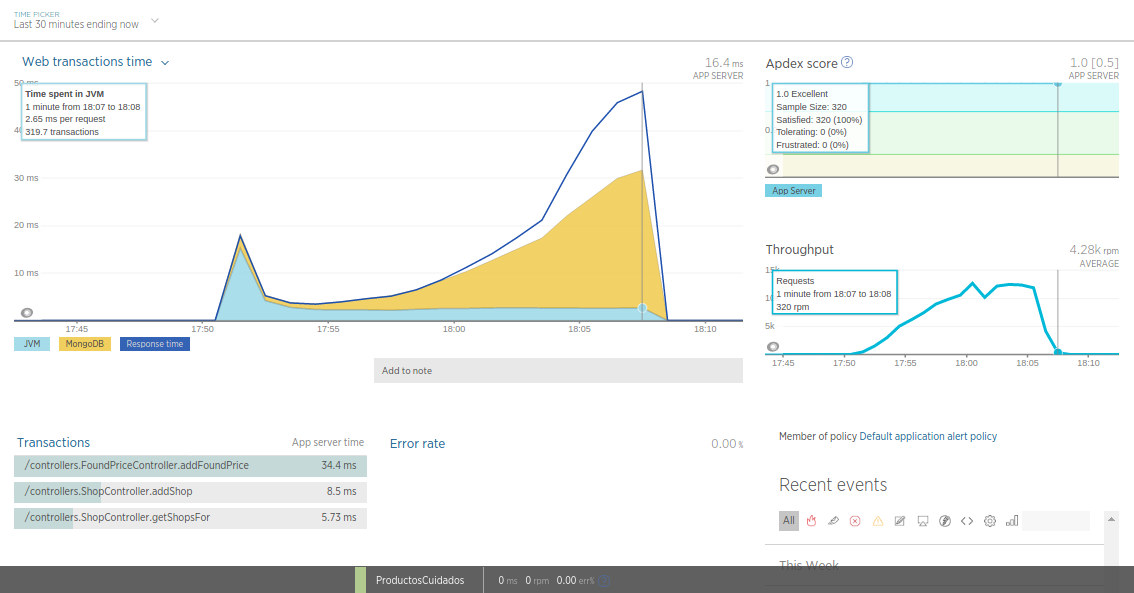 TIME PICKER
Last 30 minutes ending now
Web transactions time
16.4 ms
APP SERVER
50 ms
Time spent in JVM
1 minute from 18:07 to 18:08
2.65 ms per request
319.7 transactions
30 ms
20 ms
10 ms
17:45 17:50 17:55 18:00 18:05 18:10
JVM MongoDB Response time
Add to note
Apdex score ?
1.0 [0.5]
APP SERVER
1
1.0 Excellent
Sample Size: 320
Satisfied: 320 (100%)
Tolerating: 0 (0%)
Frustrated: 0 (0%)
App Server
Throughput
4.28k rpm
AVERAGE
15k
Requests
1 minute from 18:07 to 18:08
320 rpm
5k
17:45 17:50 17:55 18:00 18:05 18:10
Transactions App server time
/controllers.FoundPriceController.addFoundPrice 34.4 ms
/controllers.ShopController.addShop 8.5 ms
/controllers.ShopController.getShopsFor 5.73 ms
Error rate 0.00 %
Member of policy Default application alert policy
Recent events
All
This Week
ProductosCuidados 0 ms 0 rpm 0.00 err%